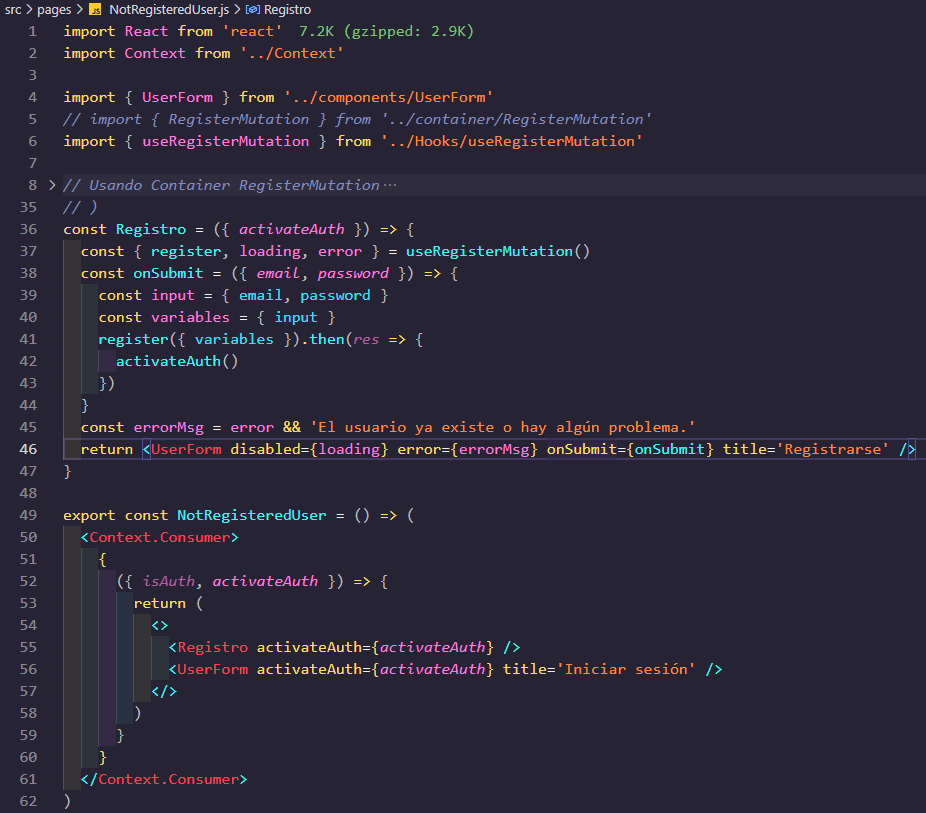 src > pages > JS NotRegisteredUser.js > Registro
1 import React from 'react' 7.2K (gzipped: 2.9K)
2 import Context from '../Context'
3
4 import { UserForm } from '../components/UserForm'
5 // import { RegisterMutation } from '../container/RegisterMutation'
6 import { useRegisterMutation } from '../Hooks/useRegisterMutation'
7
8 > // Usando Container RegisterMutation ···
35 // )
36 const Registro = ({ activateAuth }) => {
37   const { register, loading, error } = useRegisterMutation()
38   const onSubmit = ({ email, password }) => {
39     const input = { email, password }
40     const variables = { input }
41     register({ variables }).then(res => {
42       activateAuth()
43     })
44   }
45   const errorMsg = error && 'El usuario ya existe o hay algún problema.'
46   return <UserForm disabled={loading} error={errorMsg} onSubmit={onSubmit} title='Registrarse' />
47 }
48
49 export const NotRegisteredUser = () => (
50   <Context.Consumer>
51     {
52       ({ isAuth, activateAuth }) => {
53         return (
54           <>
55             <Registro activateAuth={activateAuth} />
56             <UserForm activateAuth={activateAuth} title='Iniciar sesión' />
57           </>
58         )
59       }
60     }
61   </Context.Consumer>
62 )